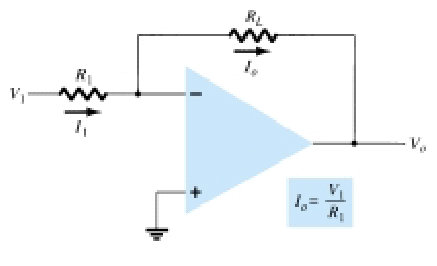 R_L
I_o
R_1
V_1
I_1
−
+
V_o
I_o = V_1 / R_1